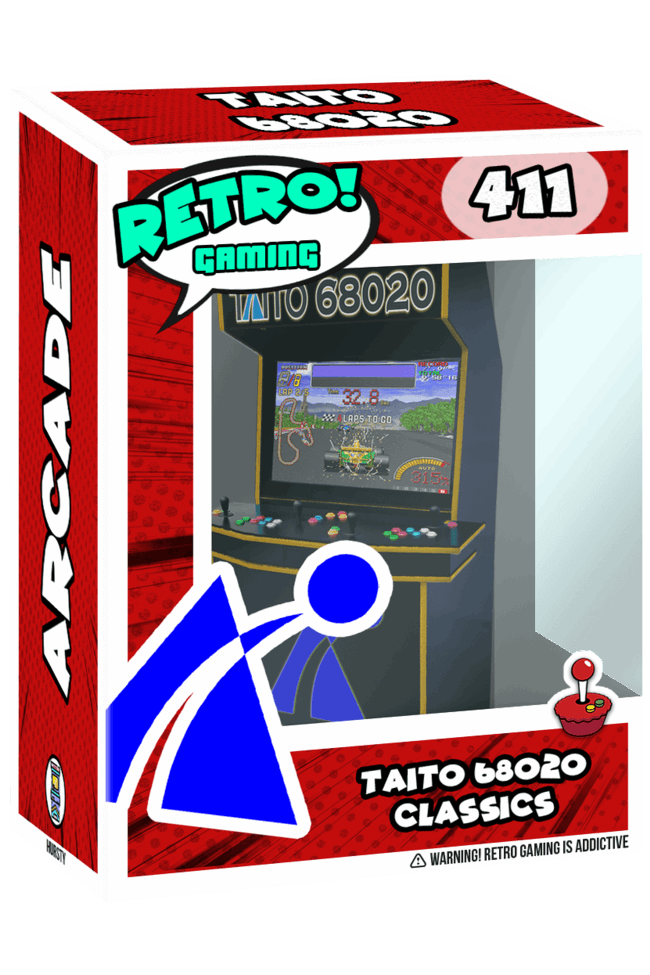 TAITO
68020
RETRO!
GAMING
411
ARCADE
TAITO 68020
32.8
LAPS TO GO
TAITO 68020
CLASSICS
WARNING! RETRO GAMING IS ADDICTIVE
HURSTY